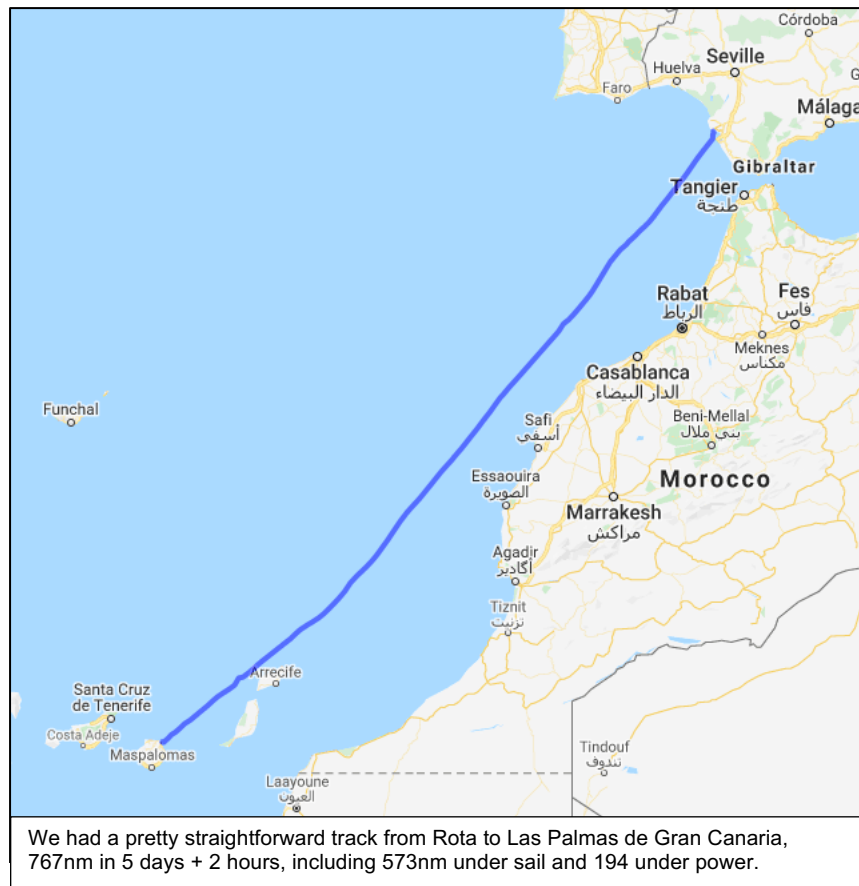 Córdoba
Seville
Huelva
Faro
G
Málaga
Gibraltar
Tangier
طنجة
Rabat
الرباط
Fes
فاس
Meknes
مكناس
Casablanca
الدار البيضاء
Funchal
Beni-Mellal
بني ملال
Safi
أسفي
Essaouira
الصويرة
Morocco
Marrakesh
مراكش
Agadir
أگادير
Tiznit
تزنيت
Arrecife
Santa Cruz
de Tenerife
Costa Adeje
Maspalomas
Tindouf
تندوف
Laayoune
العيون
We had a pretty straightforward track from Rota to Las Palmas de Gran Canaria,
767nm in 5 days + 2 hours, including 573nm under sail and 194 under power.